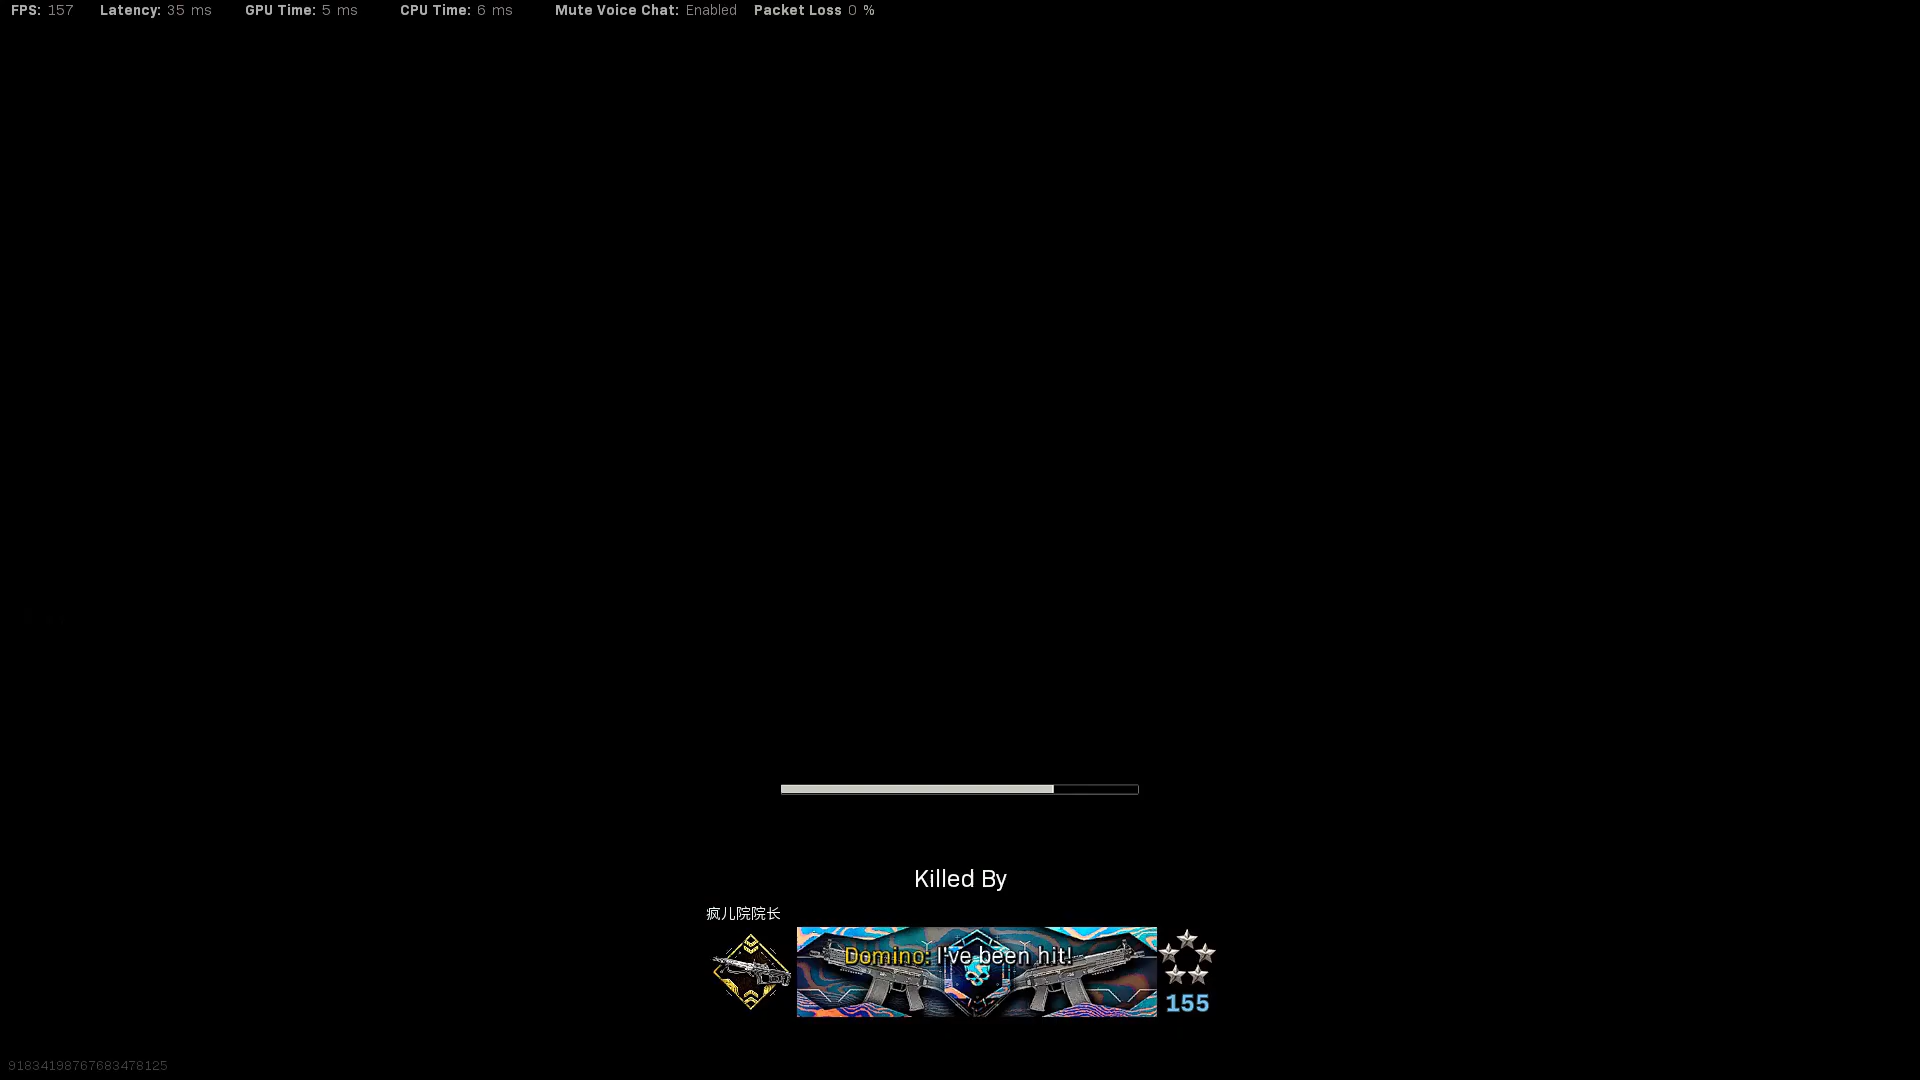 FPS: 157 Latency: 35 ms GPU Time: 5 ms CPU Time: 6 ms Mute Voice Chat: Enabled Packet Loss 0 %
Killed By
疯儿院院长
Domino: I've been hit!
155
91834198767683478125